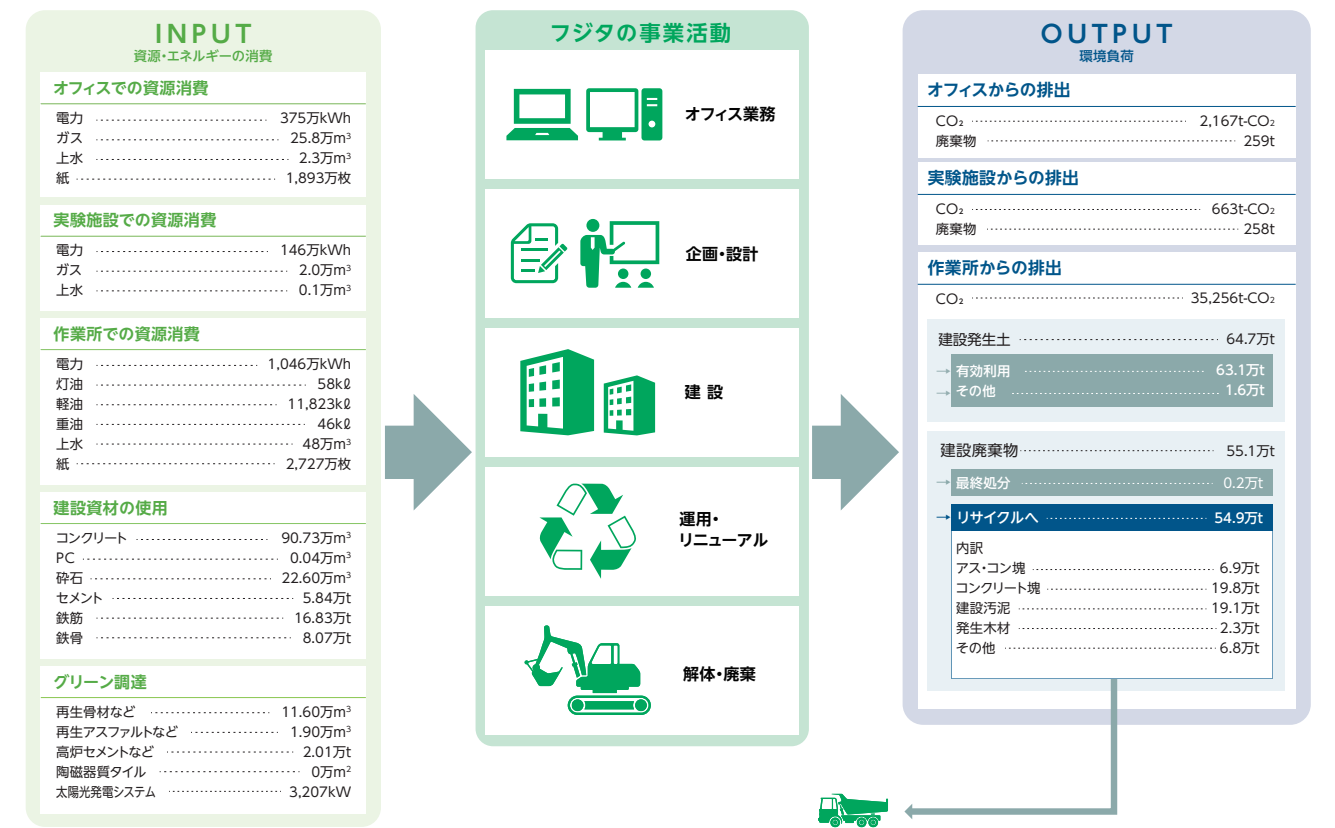 INPUT
資源・エネルギーの消費
オフィスでの資源消費
電力 375万kWh
ガス 25.8万m³
上水 2.3万m³
紙 1,893万枚
実験施設での資源消費
電力 146万kWh
ガス 2.0万m³
上水 0.1万m³
作業所での資源消費
電力 1,046万kWh
灯油 58kℓ
軽油 11,823kℓ
重油 46kℓ
上水 48万m³
紙 2,727万枚
建設資材の使用
コンクリート 90.73万m³
PC 0.04万m³
砕石 22.60万m³
セメント 5.84万t
鉄筋 16.83万t
鉄骨 8.07万t
グリーン調達
再生骨材など 11.60万m³
再生アスファルトなど 1.90万m³
高炉セメントなど 2.01万t
陶磁器質タイル 0万m²
太陽光発電システム 3,207kW
フジタの事業活動
オフィス業務
企画・設計
建 設
運用・
リニューアル
解体・廃棄
OUTPUT
環境負荷
オフィスからの排出
CO₂ 2,167t-CO₂
廃棄物 259t
実験施設からの排出
CO₂ 663t-CO₂
廃棄物 258t
作業所からの排出
CO₂ 35,256t-CO₂
建設発生土 64.7万t
有効利用 63.1万t
その他 1.6万t
建設廃棄物 55.1万t
最終処分 0.2万t
リサイクルへ 54.9万t
内訳
アス・コン塊 6.9万t
コンクリート塊 19.8万t
建設汚泥 19.1万t
発生木材 2.3万t
その他 6.8万t